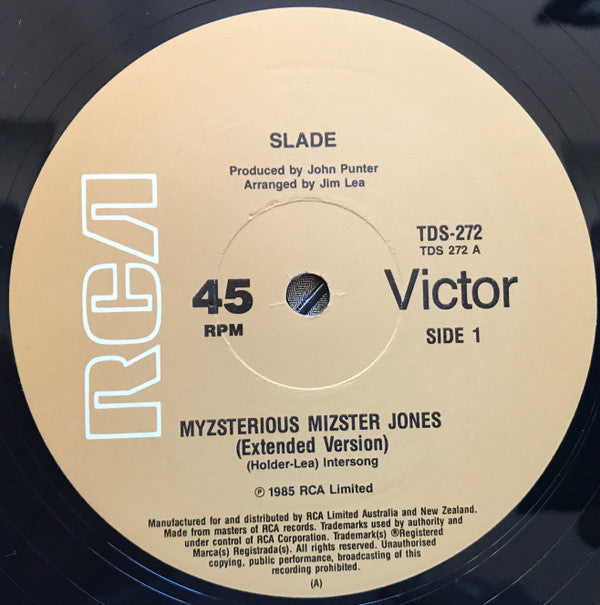 SLADE
Produced by John Punter
Arranged by Jim Lea
RCA
TDS-272
TDS 272 A
45
RPM
Victor
SIDE 1
MYZSTERIOUS MIZSTER JONES
(Extended Version)
(Holder-Lea) Intersong
℗ 1985 RCA Limited
Manufactured for and distributed by RCA Limited Australia and New Zealand.
Made from masters of RCA records. Trademarks used by authority and
under control of RCA Corporation. Trademark(s) ®Registered
Marca(s) Registrada(s). All rights reserved. Unauthorised
copying, public performance, broadcasting of this
recording prohibited.
(A)